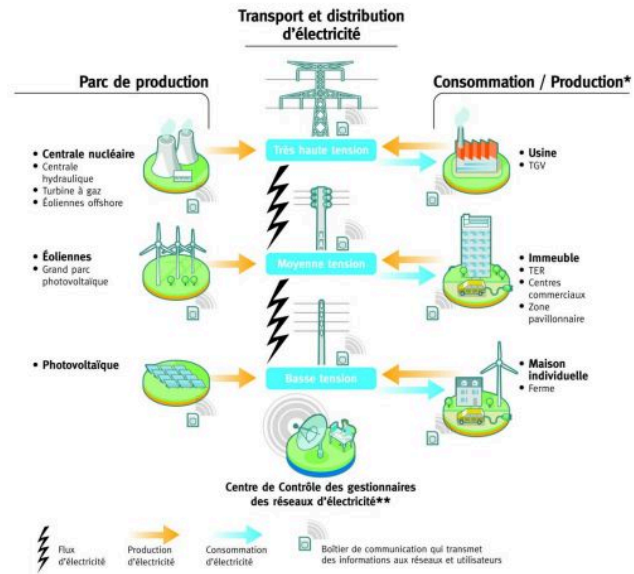 Transport et distribution
d'électricité
Parc de production
Consommation / Production*
• Centrale nucléaire
• Centrale
hydraulique
• Turbine à gaz
• Éoliennes offshore
Très haute tension
• Usine
• TGV
• Éoliennes
• Grand parc
photovoltaïque
Moyenne tension
• Immeuble
• TER
• Centres
commerciaux
• Zone
pavillonnaire
• Photovoltaïque
Basse tension
• Maison
individuelle
• Ferme
Centre de Contrôle des gestionnaires
des réseaux d'électricité**
Flux
d'électricité
Production
d'électricité
Consommation
d'électricité
Boîtier de communication qui transmet
des informations aux réseaux et utilisateurs